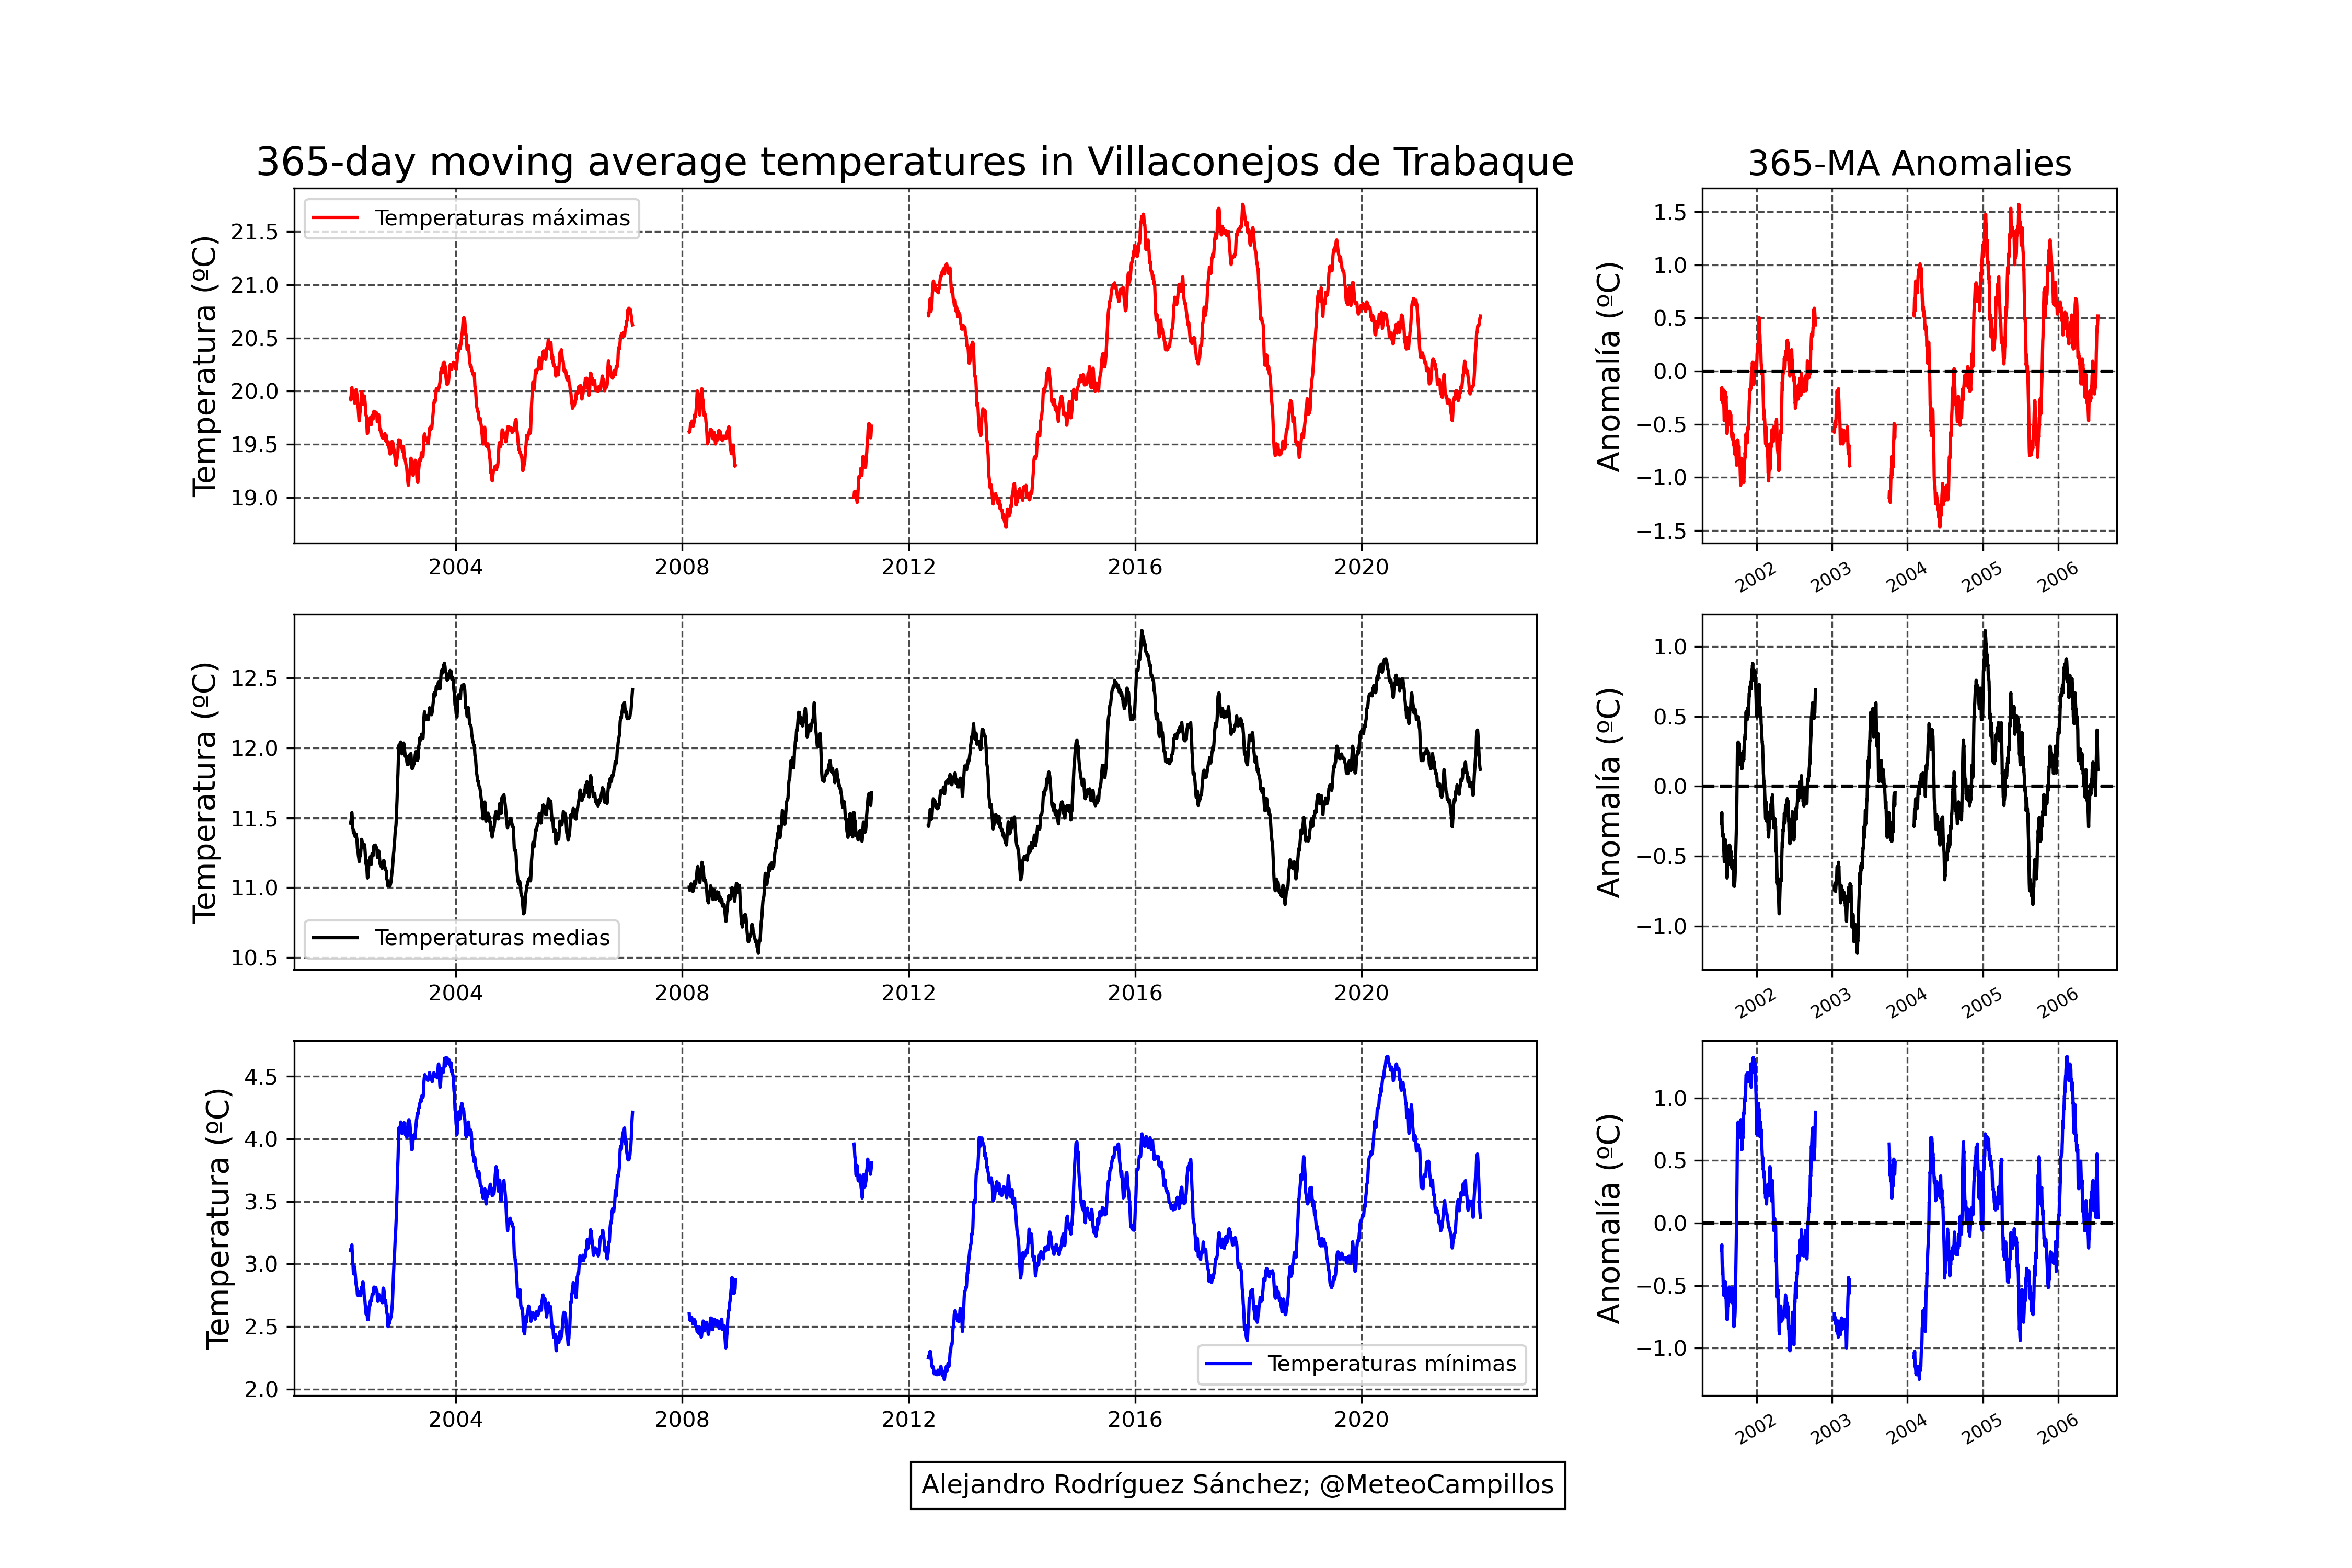 365-day moving average temperatures in Villaconejos de Trabaque
365-MA Anomalies
Temperatura (ºC)
21.5
21.0
20.5
20.0
19.5
19.0
Temperaturas máximas
2004 2008 2012 2016 2020
Anomalía (ºC)
1.5
1.0
0.5
0.0
−0.5
−1.0
−1.5
2002 2003 2004 2005 2006
Temperatura (ºC)
12.5
12.0
11.5
11.0
10.5
Temperaturas medias
2004 2008 2012 2016 2020
Anomalía (ºC)
1.0
0.5
0.0
−0.5
−1.0
2002 2003 2004 2005 2006
Temperatura (ºC)
4.5
4.0
3.5
3.0
2.5
2.0
Temperaturas mínimas
2004 2008 2012 2016 2020
Anomalía (ºC)
1.0
0.5
0.0
−0.5
−1.0
2002 2003 2004 2005 2006
Alejandro Rodríguez Sánchez; @MeteoCampillos